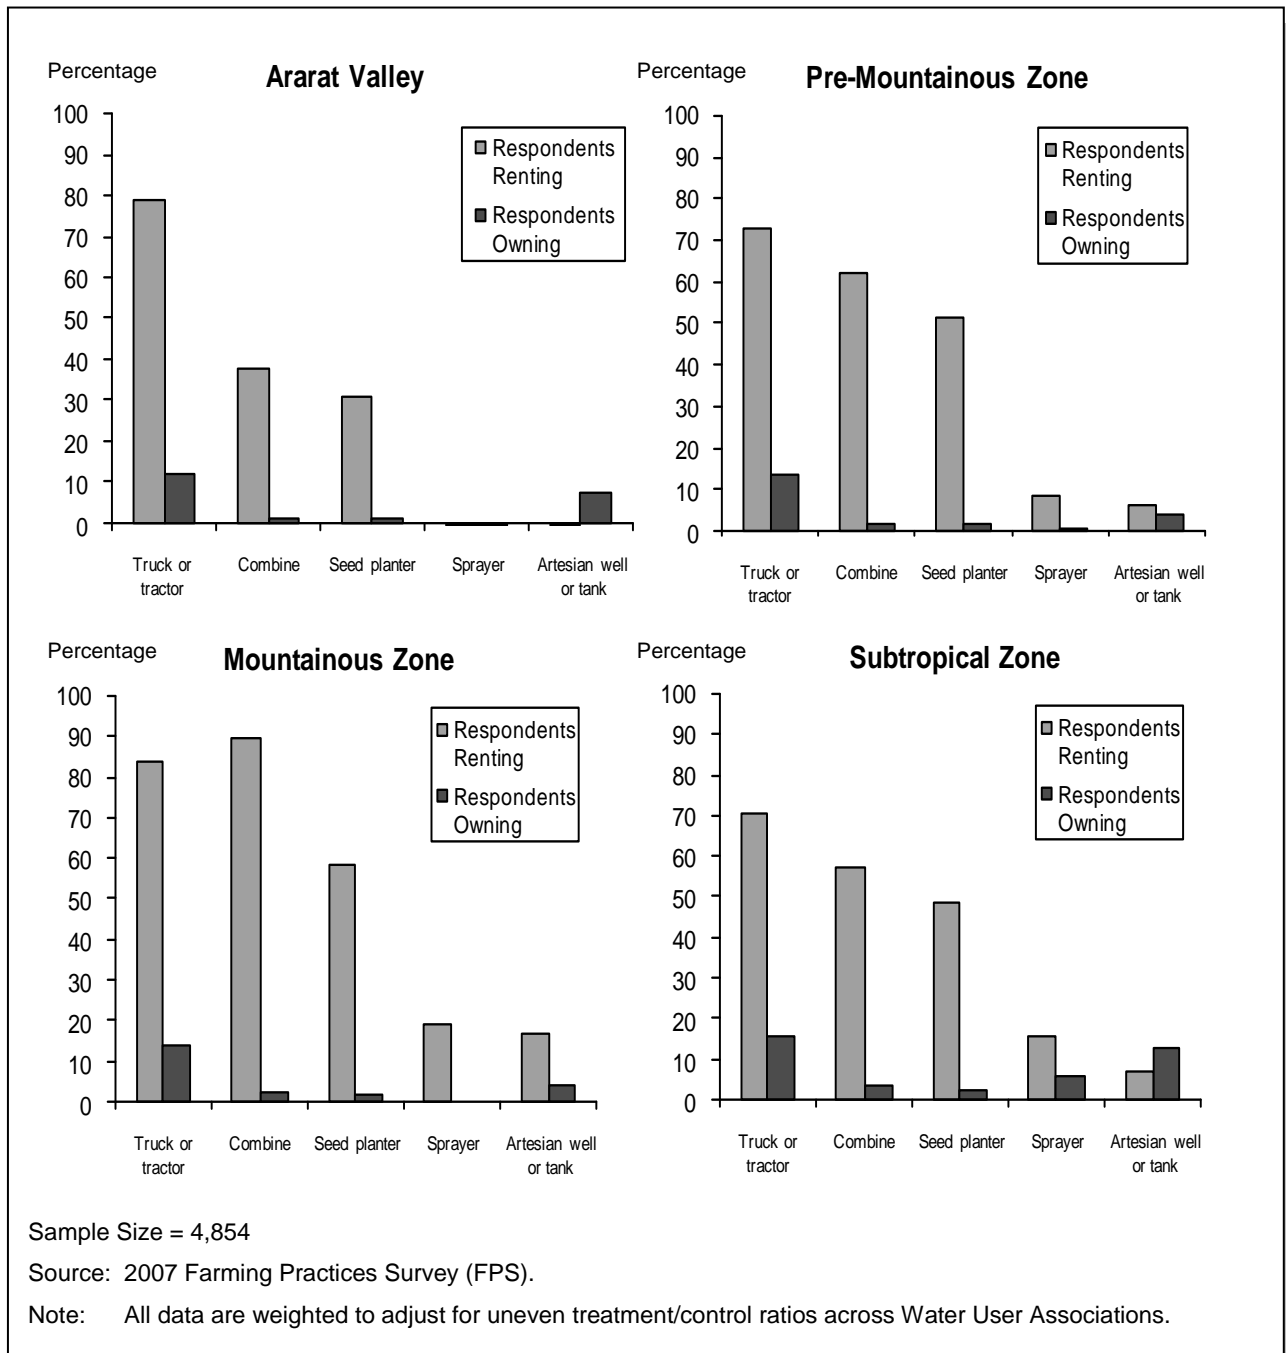 Percentage
Ararat Valley
100
90
80
70
60
50
40
30
20
10
0
Respondents
Renting
Respondents
Owning
Truck or
tractor
Combine
Seed planter
Sprayer
Artesian well
or tank
Percentage
Pre-Mountainous Zone
100
90
80
70
60
50
40
30
20
10
0
Respondents
Renting
Respondents
Owning
Truck or
tractor
Combine
Seed planter
Sprayer
Artesian well
or tank
Percentage
Mountainous Zone
100
90
80
70
60
50
40
30
20
10
0
Respondents
Renting
Respondents
Owning
Truck or
tractor
Combine
Seed planter
Sprayer
Artesian well
or tank
Percentage
Subtropical Zone
100
90
80
70
60
50
40
30
20
10
0
Respondents
Renting
Respondents
Owning
Truck or
tractor
Combine
Seed planter
Sprayer
Artesian well
or tank
Sample Size = 4,854
Source: 2007 Farming Practices Survey (FPS).
Note: All data are weighted to adjust for uneven treatment/control ratios across Water User Associations.